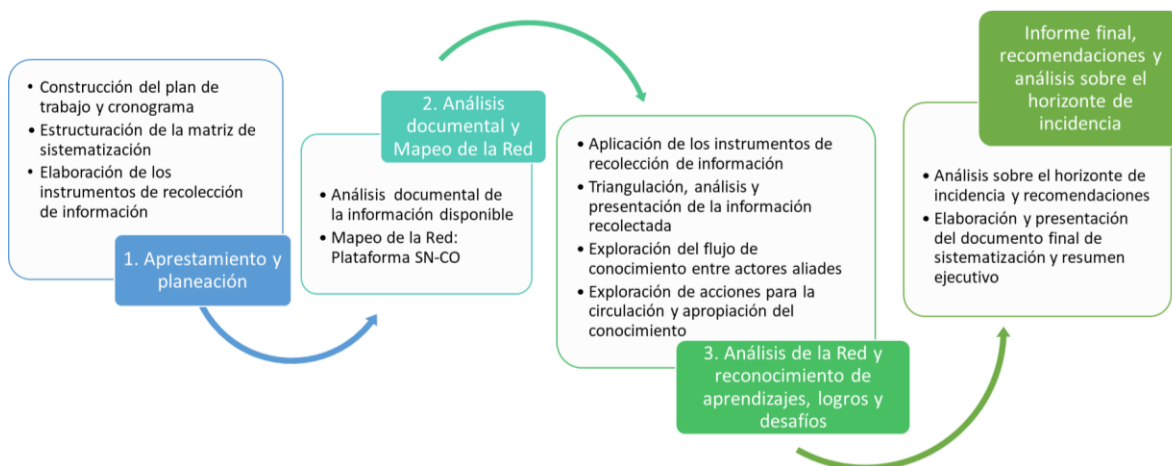 • Construcción del plan de
trabajo y cronograma
• Estructuración de la matriz de
sistematización
• Elaboración de los
instrumentos de recolección
de información
1. Aprestamiento y
planeación
2. Análisis
documental y
Mapeo de la Red
• Análisis documental de
la información disponible
• Mapeo de la Red:
Plataforma SN-CO
• Aplicación de los instrumentos de
recolección de información
• Triangulación, análisis y
presentación de la información
recolectada
• Exploración del flujo de
conocimiento entre actores aliades
• Exploración de acciones para la
circulación y apropiación del
conocimiento
3. Análisis de la Red y
reconocimiento de
aprendizajes, logros y
desafíos
Informe final,
recomendaciones y
análisis sobre el
horizonte de
incidencia
• Análisis sobre el horizonte de
incidencia y recomendaciones
• Elaboración y presentación
del documento final de
sistematización y resumen
ejecutivo